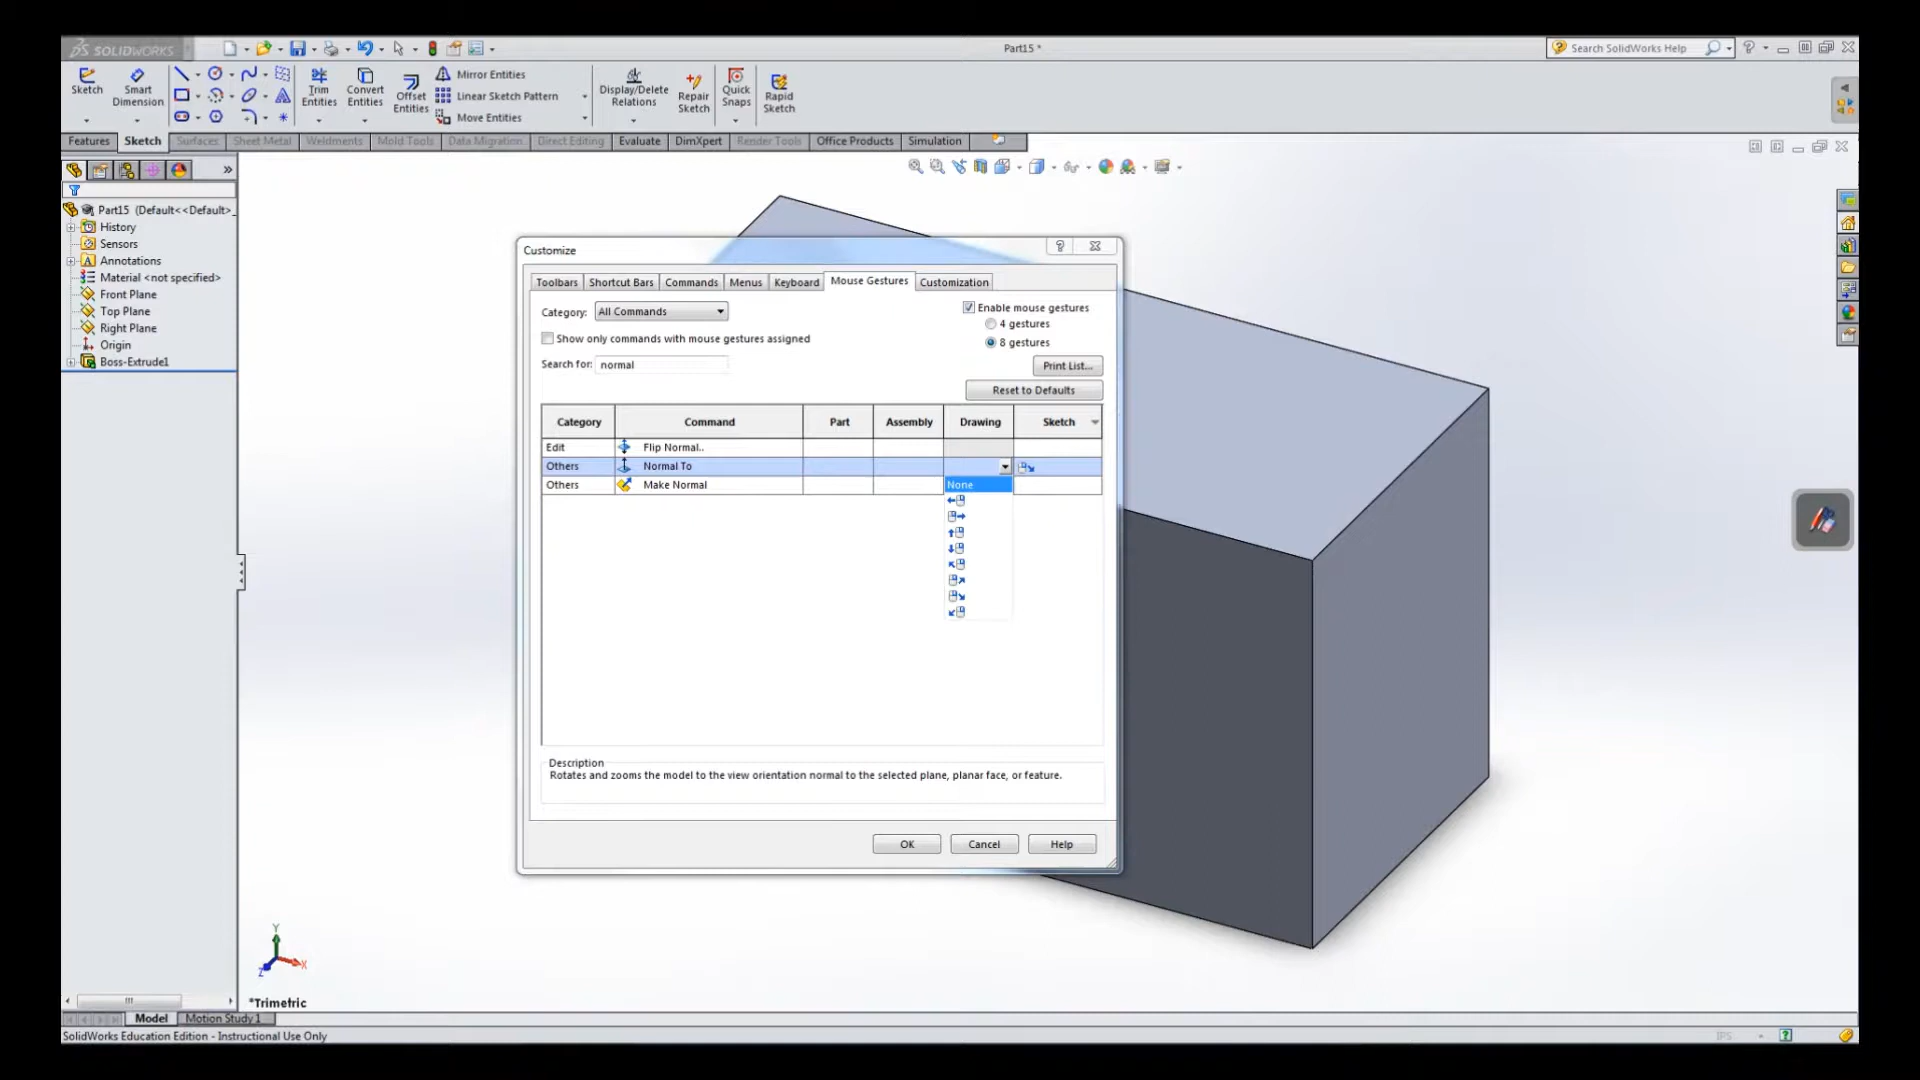 SOLIDWORKS
Part15 *
Search SolidWorks Help
Sketch
Smart Dimension
Trim Entities
Convert Entities
Offset Entities
Mirror Entities
Linear Sketch Pattern
Move Entities
Display/Delete Relations
Repair Sketch
Quick Snaps
Rapid Sketch
Features Sketch Surfaces Sheet Metal Weldments Mold Tools Data Migration Direct Editing Evaluate DimXpert Render Tools Office Products Simulation
Part15 (Default<<Default>_
History
Sensors
Annotations
Material <not specified>
Front Plane
Top Plane
Right Plane
Origin
Boss-Extrude1
Customize
Toolbars Shortcut Bars Commands Menus Keyboard Mouse Gestures Customization
Category: All Commands
Enable mouse gestures
4 gestures
8 gestures
Show only commands with mouse gestures assigned
Search for: normal
Print List...
Reset to Defaults
Category Command Part Assembly Drawing Sketch
Edit Flip Normal..
Others Normal To
Others Make Normal
None
Description
Rotates and zooms the model to the view orientation normal to the selected plane, planar face, or feature.
OK Cancel Help
Y
X
Z
*Trimetric
Model Motion Study 1
SolidWorks Education Edition - Instructional Use Only
IPS